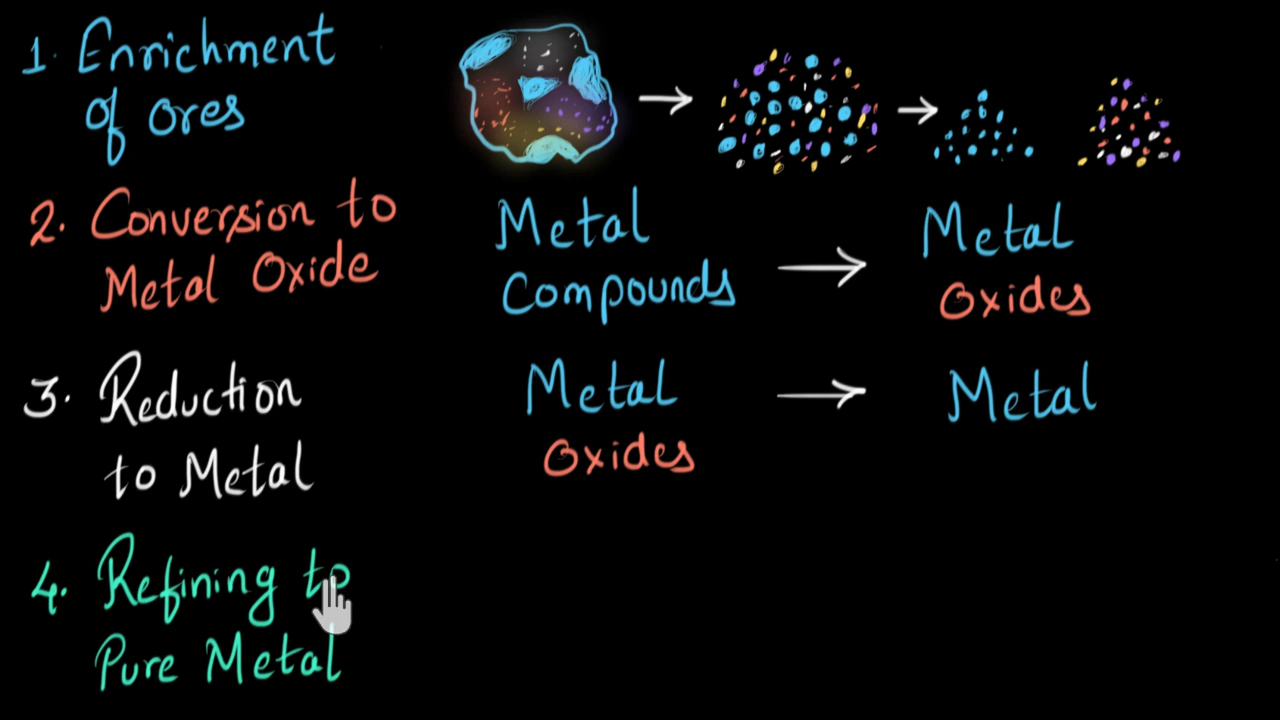 1. Enrichment
of ores
2. Conversion to
Metal Oxide
Metal
Compounds
Metal
Oxides
3. Reduction
to Metal
Metal
Oxides
Metal
4. Refining to
Pure Metal